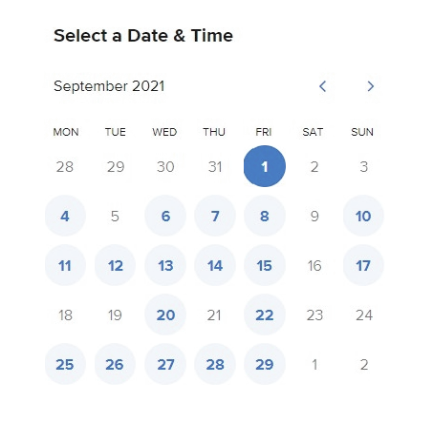 Select a Date & Time
September 2021
MON TUE WED THU FRI SAT SUN
28 29 30 31 1 2 3
4 5 6 7 8 9 10
11 12 13 14 15 16 17
18 19 20 21 22 23 24
25 26 27 28 29 1 2